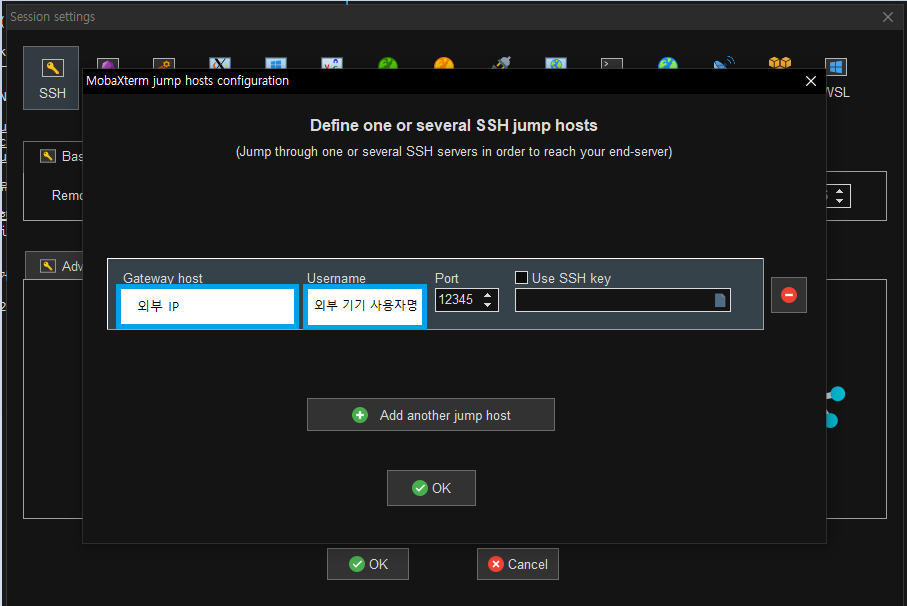 Session settings
SSH
WSL
MobaXterm jump hosts configuration
Define one or several SSH jump hosts
(Jump through one or several SSH servers in order to reach your end-server)
Bas
Remo
Adv
Gateway host
Username
Port
Use SSH key
외부 IP
외부 기기 사용자명
12345
Add another jump host
OK
OK
Cancel